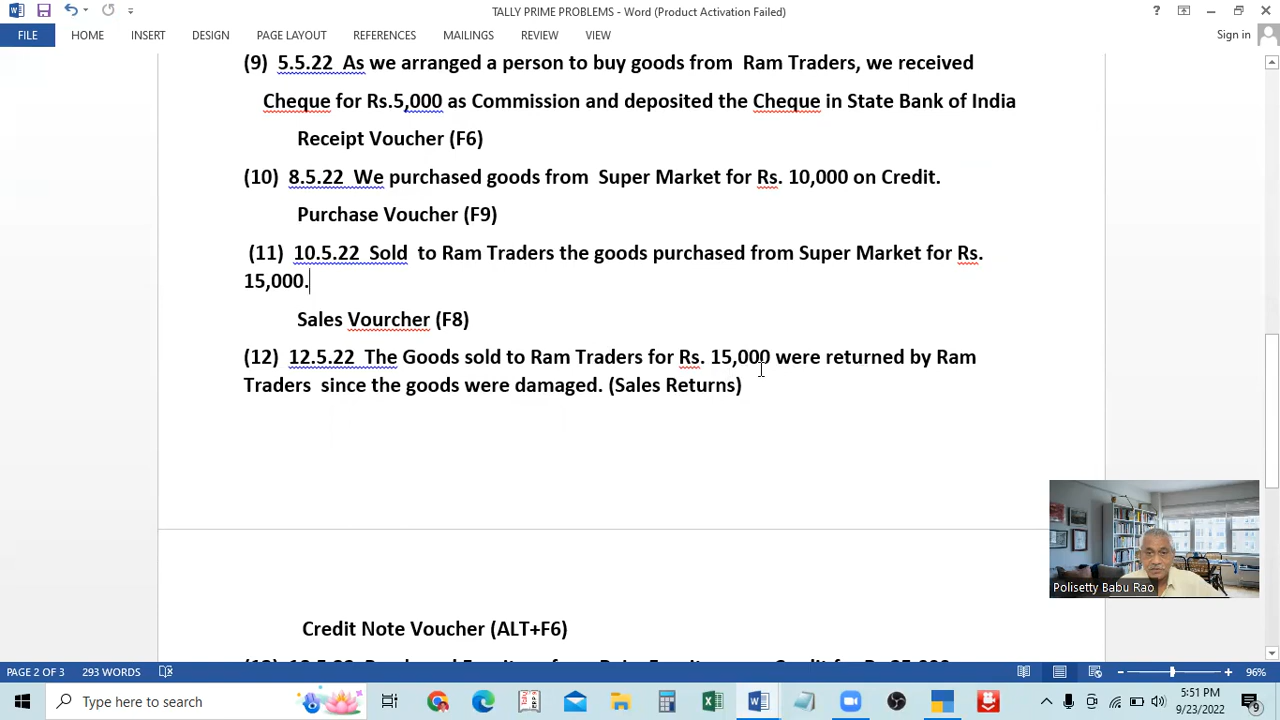 TALLY PRIME PROBLEMS - Word (Product Activation Failed)
Sign in
FILE HOME INSERT DESIGN PAGE LAYOUT REFERENCES MAILINGS REVIEW VIEW
(9) 5.5.22 As we arranged a person to buy goods from Ram Traders, we received
Cheque for Rs.5,000 as Commission and deposited the Cheque in State Bank of India
Receipt Voucher (F6)
(10) 8.5.22 We purchased goods from Super Market for Rs. 10,000 on Credit.
Purchase Voucher (F9)
(11) 10.5.22 Sold to Ram Traders the goods purchased from Super Market for Rs.
15,000.
Sales Vourcher (F8)
(12) 12.5.22 The Goods sold to Ram Traders for Rs. 15,000 were returned by Ram
Traders since the goods were damaged. (Sales Returns)
Polisetty Babu Rao
Credit Note Voucher (ALT+F6)
PAGE 2 OF 3 293 WORDS 96%
Type here to search
5:51 PM
9/23/2022
9